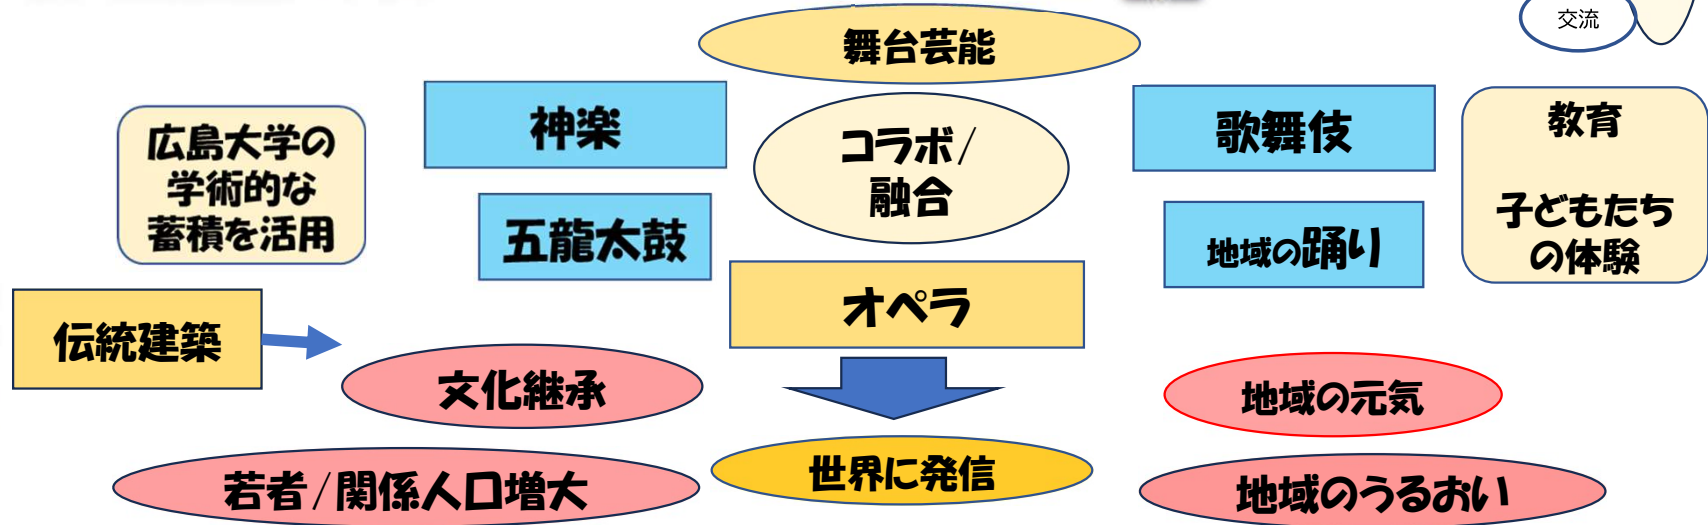 交流
舞台芸能
広島大学の
学術的な
蓄積を活用
神楽
五龍太鼓
コラボ/
融合
歌舞伎
地域の踊り
教育
子どもたち
の体験
オペラ
伝統建築
文化継承
地域の元気
若者/関係人口増大
世界に発信
地域のうるおい